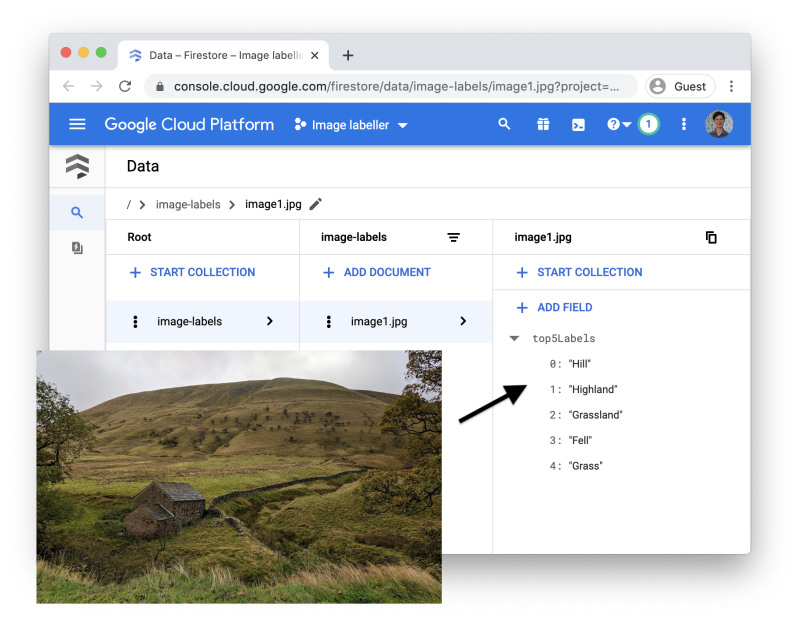 Data – Firestore – Image labelle
console.cloud.google.com/firestore/data/image-labels/image1.jpg?project=...
Guest
Google Cloud Platform
Image labeller
1
Data
/ > image-labels > image1.jpg
Root
image-labels
image1.jpg
+ START COLLECTION
+ ADD DOCUMENT
+ START COLLECTION
+ ADD FIELD
image-labels
image1.jpg
top5Labels
0: "Hill"
1: "Highland"
2: "Grassland"
3: "Fell"
4: "Grass"